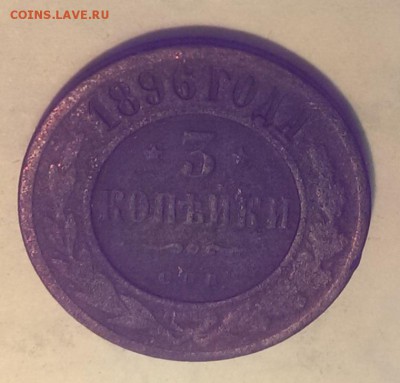 COINS.LAVE.RU
1896 ГОДА
3
КОПѢЙКИ
С.П.Б.